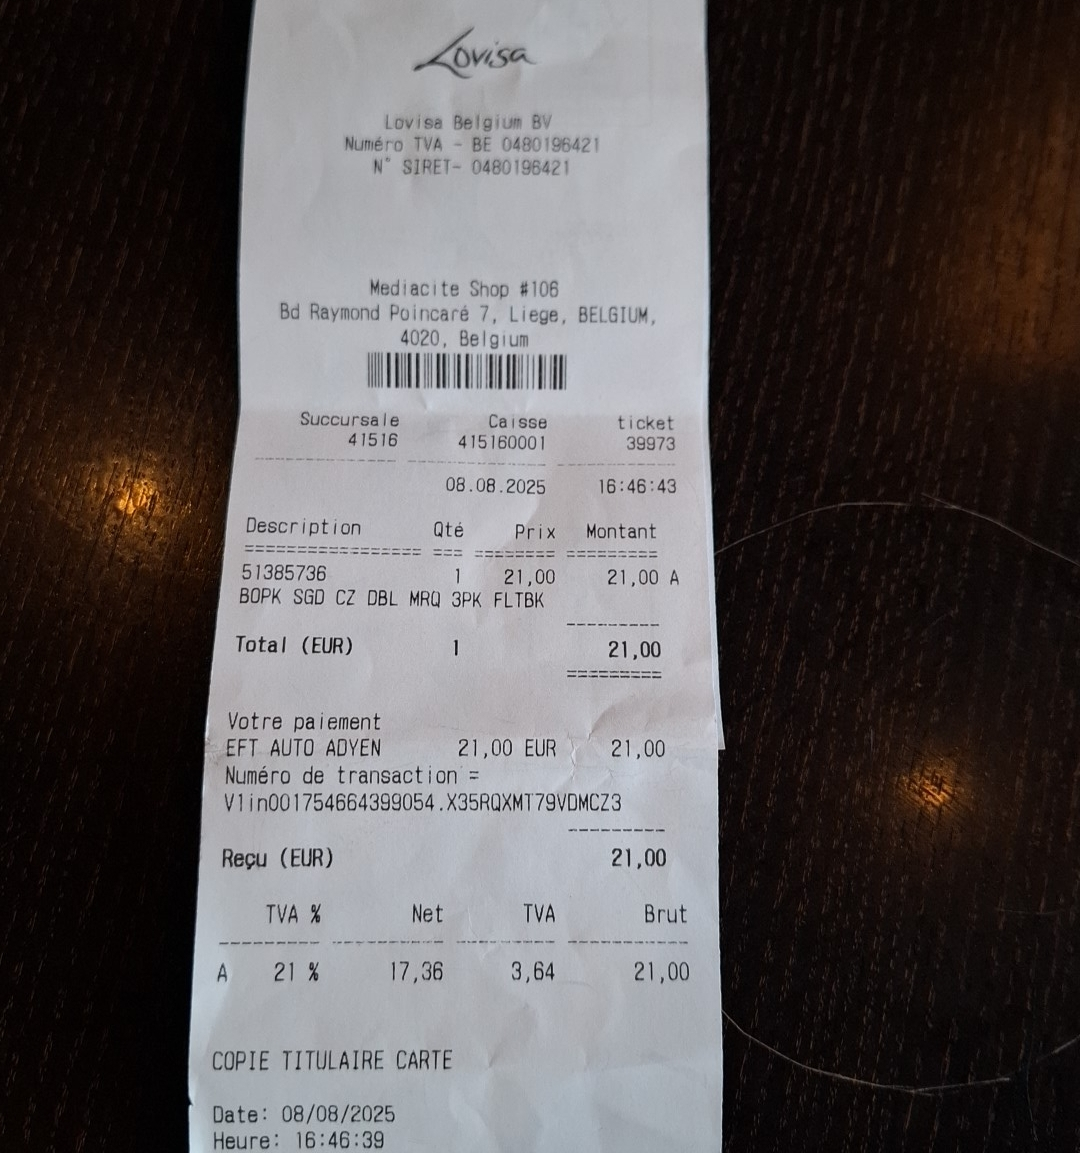 Lovisa
Lovisa Belgium BV
Numéro TVA - BE 0480196421
N° SIRET- 0480196421
Mediacite Shop #106
Bd Raymond Poincaré 7, Liege, BELGIUM,
4020, Belgium
Succursale Caisse ticket
41516 415160001 39973
08.08.2025 16:46:43
Description Qté Prix Montant
================= === ======== =========
51385736 1 21,00 21,00 A
BOPK SGD CZ DBL MRQ 3PK FLTBK
Total (EUR) 1 21,00
=========
Votre paiement
EFT AUTO ADYEN 21,00 EUR 21,00
Numéro de transaction =
V1in001754664399054.X35RQXMT79VDMCZ3
Reçu (EUR) 21,00
TVA % Net TVA Brut
A 21 % 17,36 3,64 21,00
COPIE TITULAIRE CARTE
Date: 08/08/2025
Heure: 16:46:39